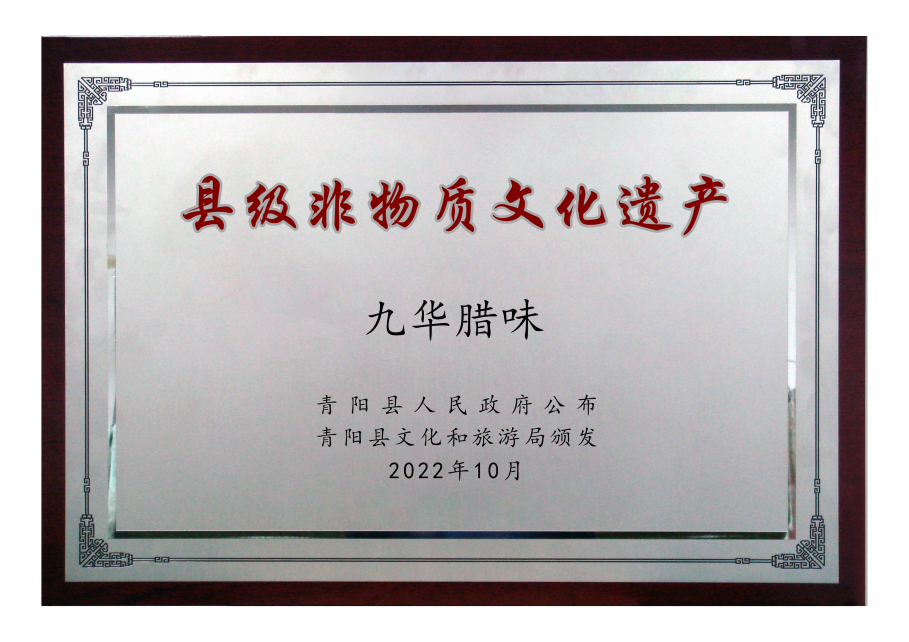 县级非物质文化遗产
九华腊味
青阳县人民政府公布
青阳县文化和旅游局颁发
2022年10月